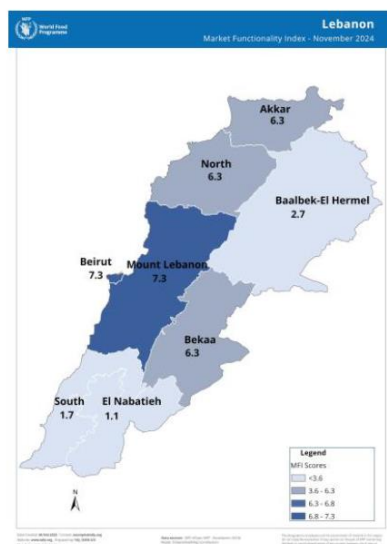 WFP
World Food
Programme
Lebanon
Market Functionality Index - November 2024
Akkar
6.3
North
6.3
Baalbek-El Hermel
2.7
Beirut
7.3
Mount Lebanon
7.3
Bekaa
6.3
South
1.7
El Nabatieh
1.1
N
Legend
MFI Scores
<3.6
3.6 - 6.3
6.3 - 6.8
6.8 - 7.3